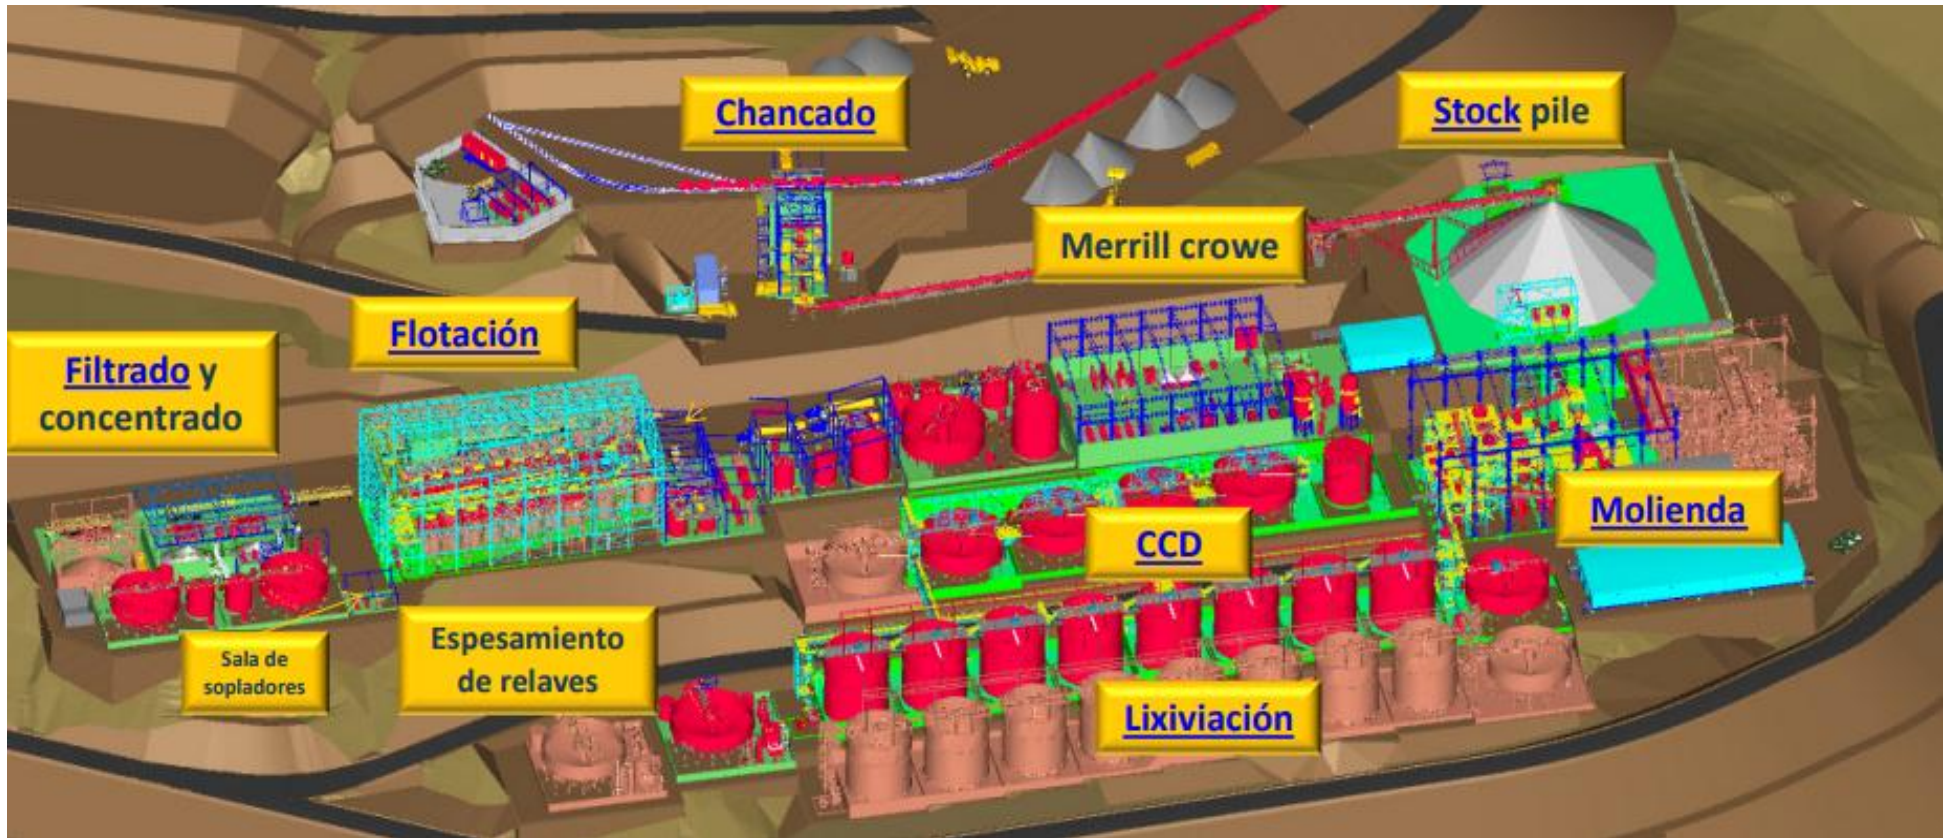 Chancado
Stock pile
Merrill crowe
Flotación
Filtrado y
concentrado
Molienda
CCD
Espesamiento
de relaves
Sala de
sopladores
Lixiviación